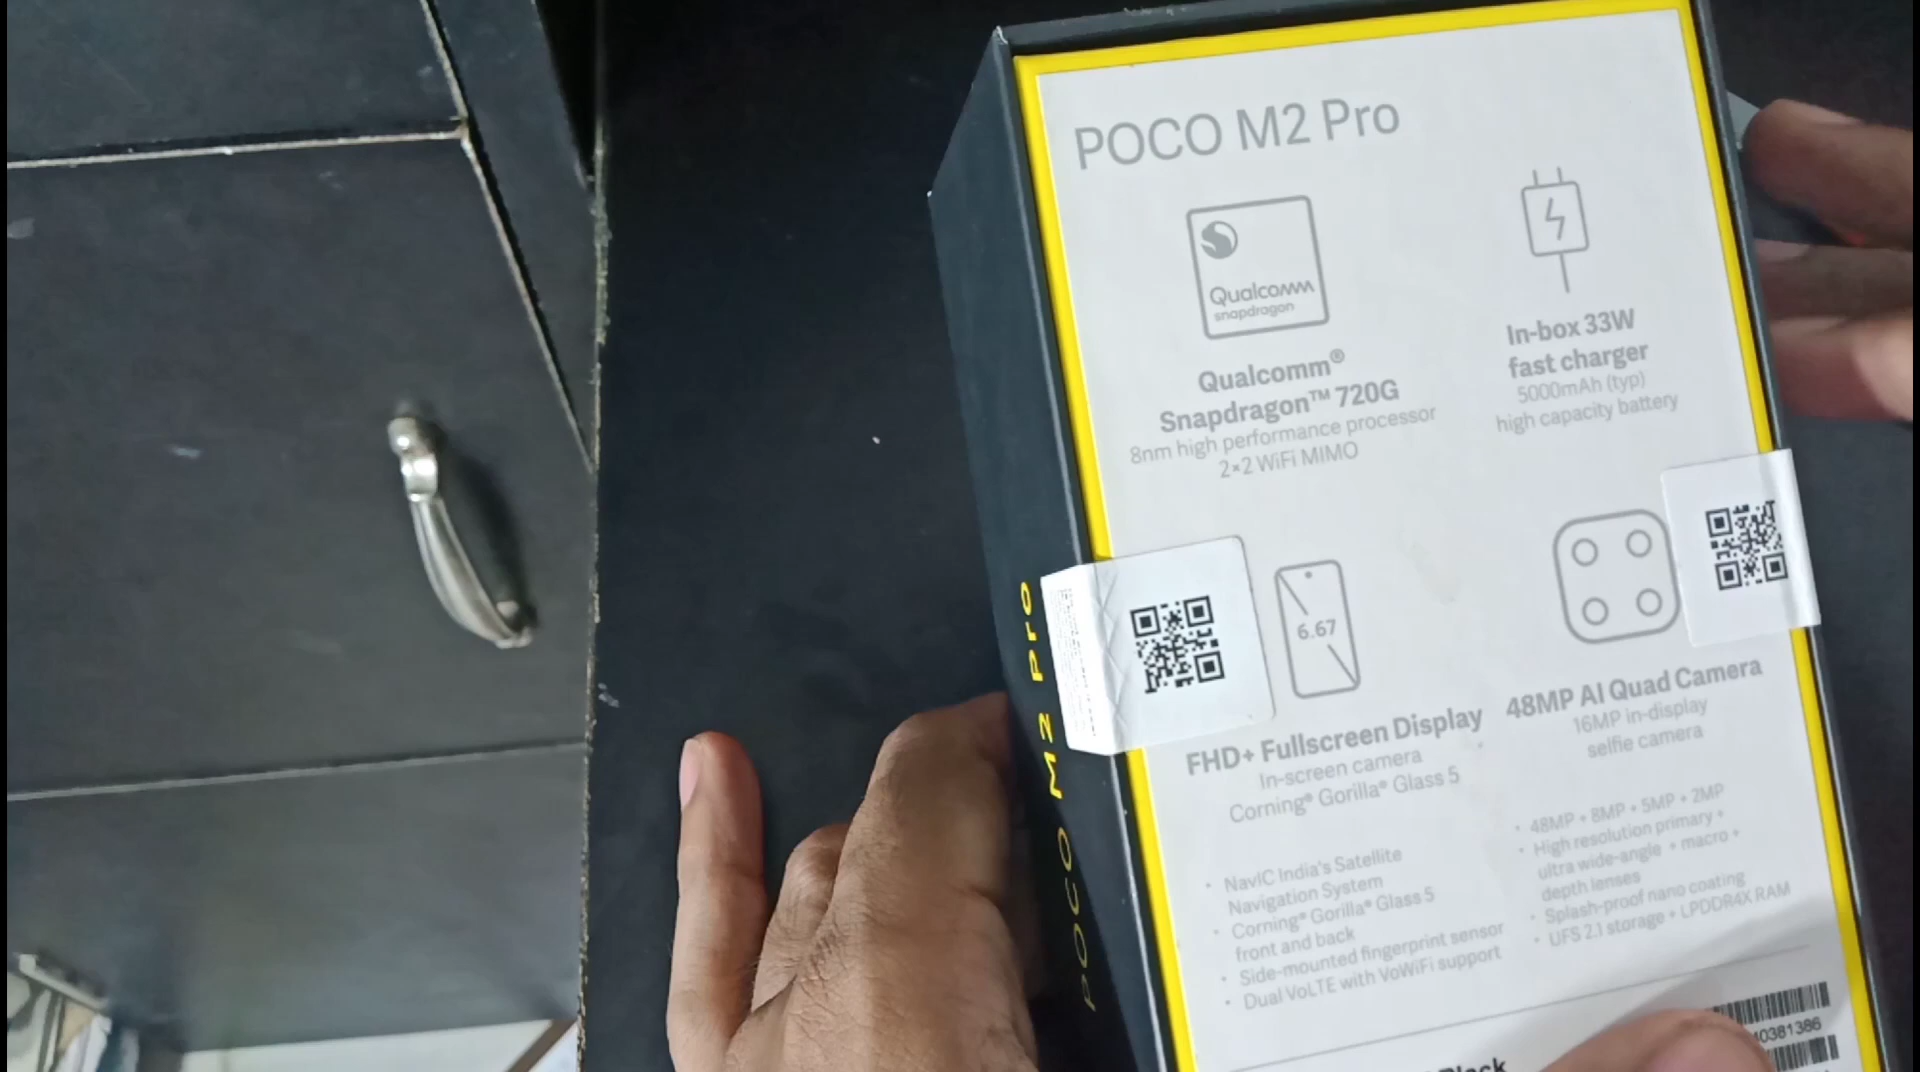 POCO M2 Pro
Qualcomm
snapdragon
Qualcomm®
Snapdragon™ 720G
8nm high performance processor
2×2 WiFi MIMO
In-box 33W
fast charger
5000mAh (typ)
high capacity battery
6.67
FHD+ Fullscreen Display
In-screen camera
Corning® Gorilla® Glass 5
48MP AI Quad Camera
16MP in-display
selfie camera
• NavIC India's Satellite
Navigation System
• Corning® Gorilla® Glass 5
front and back
• Side-mounted fingerprint sensor
• Dual VoLTE with VoWiFi support
• 48MP + 8MP + 5MP + 2MP
• High resolution primary +
ultra wide-angle + macro +
depth lenses
• Splash-proof nano coating
• UFS 2.1 storage + LPDDR4X RAM
POCO M2 Pro
Black